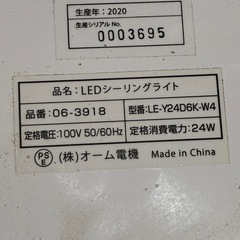 生産年：2020
生産シリアルNo.
0003695
品名：LEDシーリングライト
品番：06-3918
型番:LE-Y24D6K-W4
定格電圧：100V 50/60Hz
定格消費電力：24W
PS
E
(株)オーム電機
Made in China